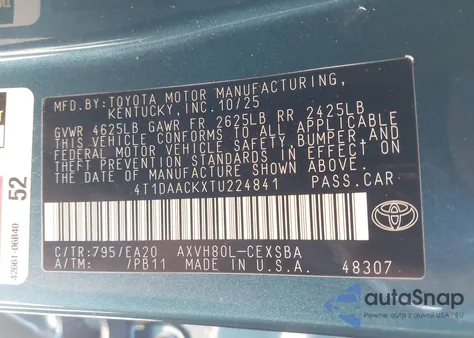 MFD.BY:TOYOTA MOTOR MANUFACTURING,
KENTUCKY, INC. 10/25
GVWR 4625LB GAWR FR 2625LB RR 2425LB
THIS VEHICLE CONFORMS TO ALL APPLICABLE
FEDERAL MOTOR VEHICLE SAFETY, BUMPER, AND
THEFT PREVENTION STANDARDS IN EFFECT ON
THE DATE OF MANUFACTURE SHOWN ABOVE.
4T1DAACKXTU224841 PASS.CAR
C/TR:795/EA20 AXVH80L-CEXSBA
A/TM: /PB11 MADE IN U.S.A. 48307
52
42661-06B40
autoSnap